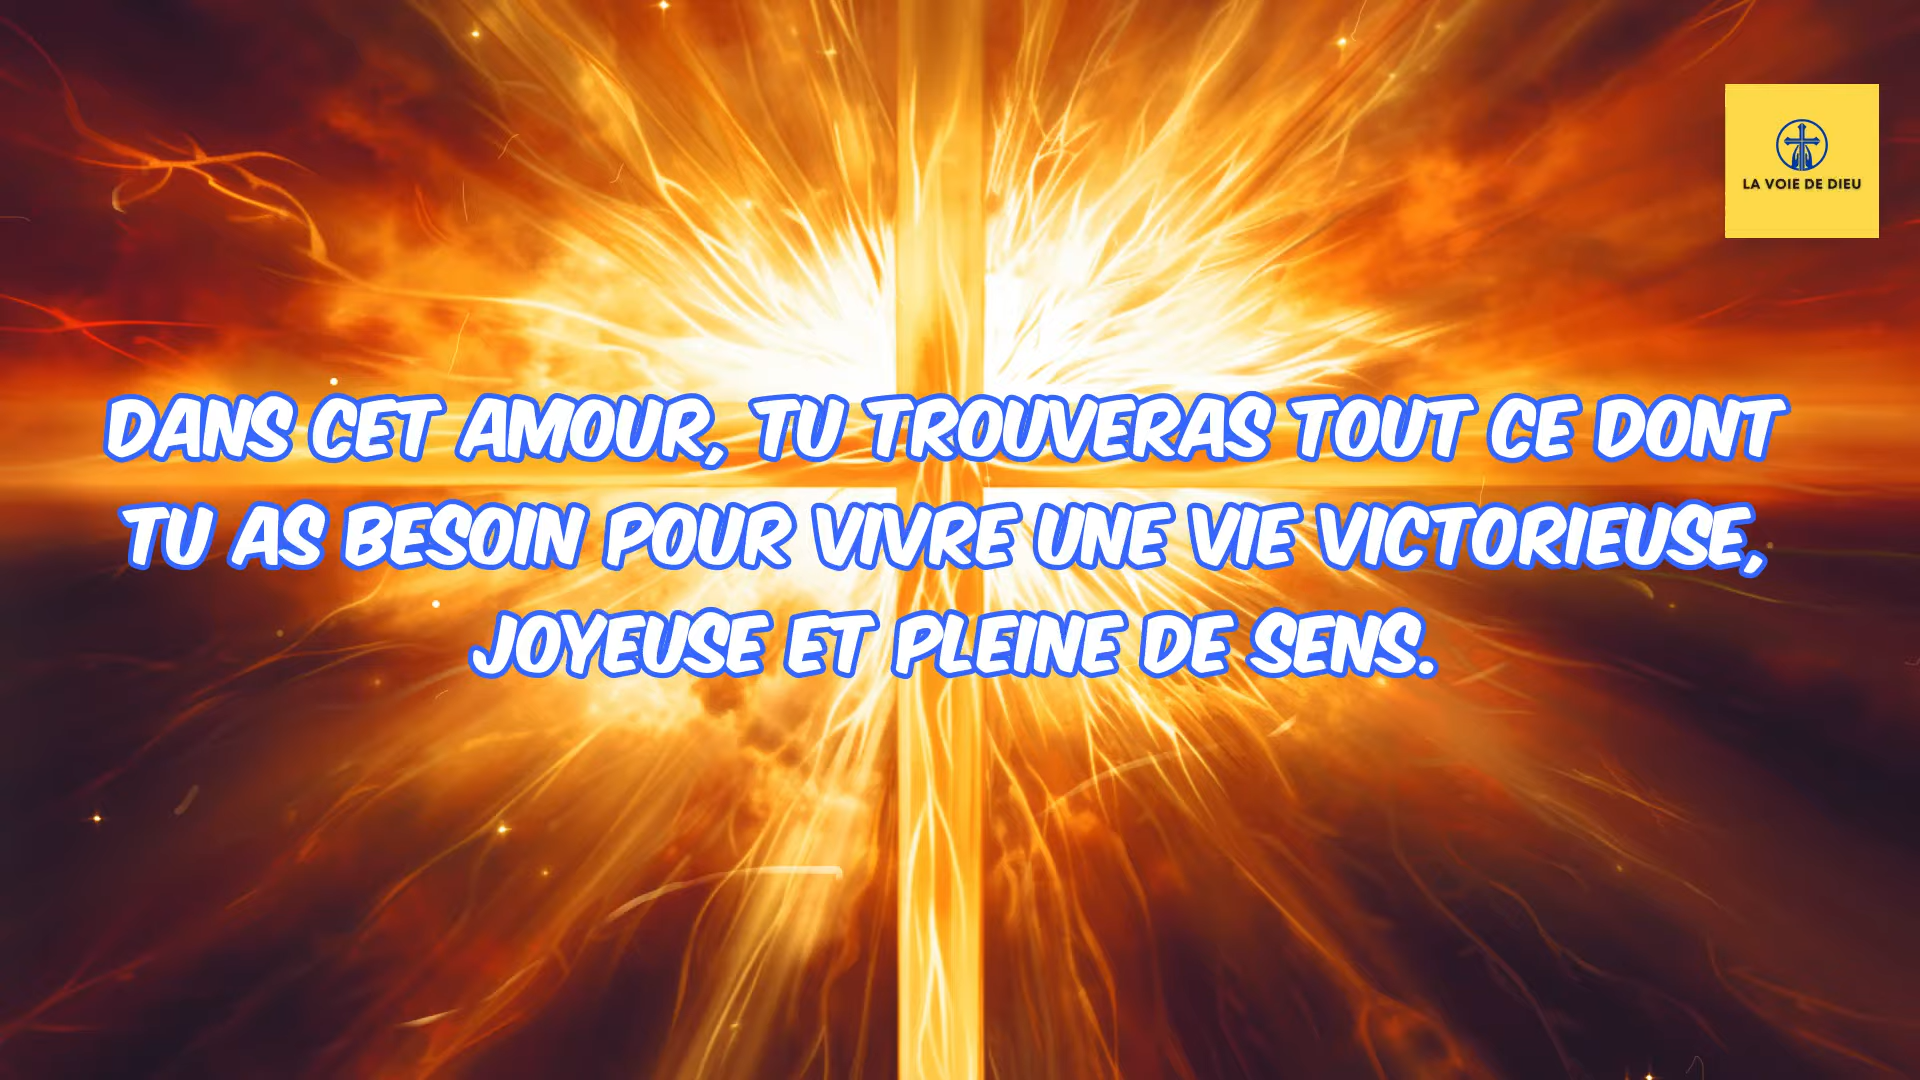 LA VOIE DE DIEU
DANS CET AMOUR, TU TROUVERAS TOUT CE DONT
TU AS BESOIN POUR VIVRE UNE VIE VICTORIEUSE,
JOYEUSE ET PLEINE DE SENS.